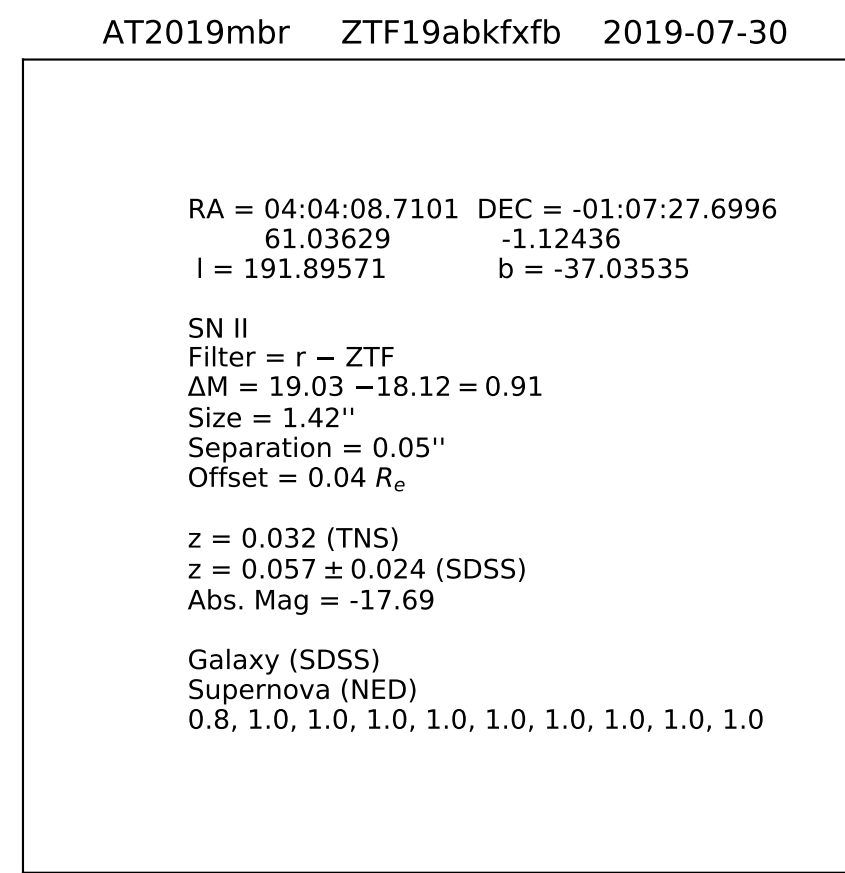 AT2019mbr ZTF19abkfxfb 2019-07-30
RA = 04:04:08.7101 DEC = -01:07:27.6996
61.03629 -1.12436
l = 191.89571 b = -37.03535
SN II
Filter = r − ZTF
ΔM = 19.03 −18.12 = 0.91
Size = 1.42''
Separation = 0.05''
Offset = 0.04 Rₑ
z = 0.032 (TNS)
z = 0.057 ± 0.024 (SDSS)
Abs. Mag = -17.69
Galaxy (SDSS)
Supernova (NED)
0.8, 1.0, 1.0, 1.0, 1.0, 1.0, 1.0, 1.0, 1.0, 1.0